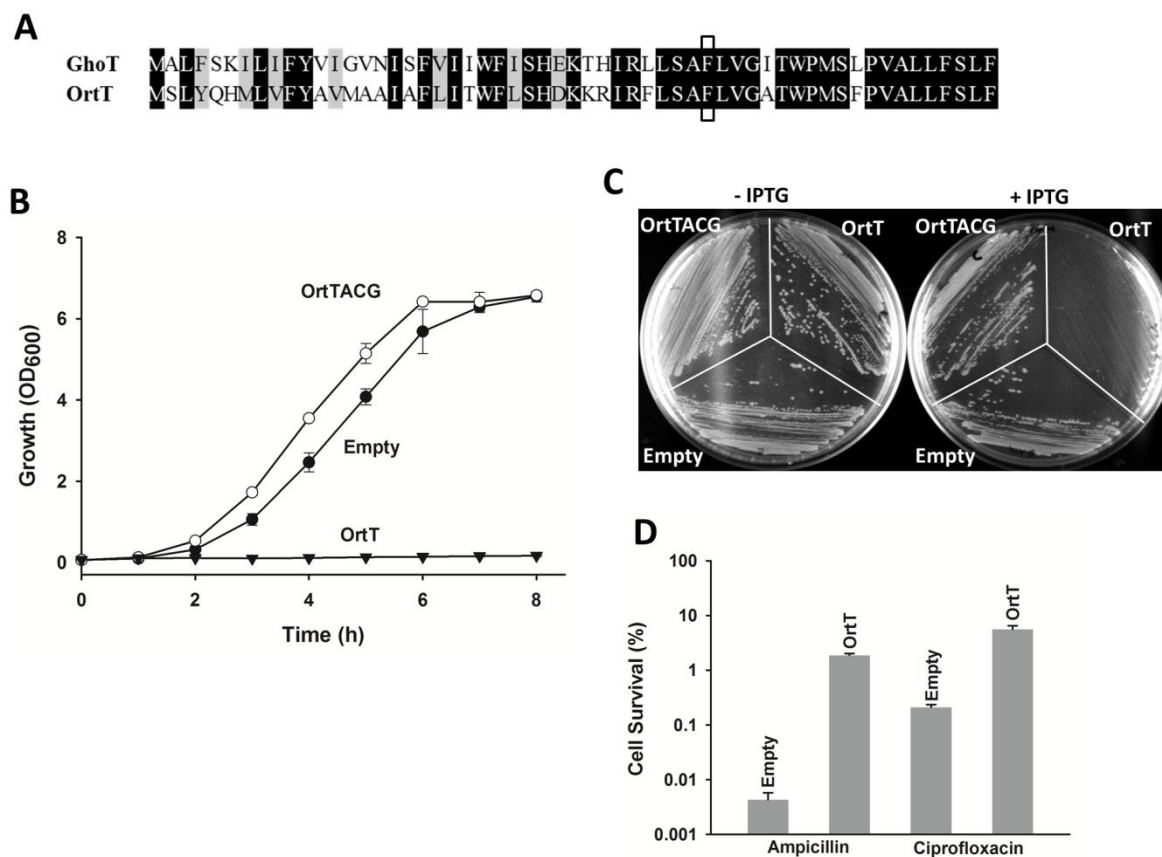 A
GhoT MALFSKILIFYVIGVNISFVIIWFISHEKTHIRLLSAFLVGITWPMSLPVALLFSLF
OrtT MSLYQHMLVFYAVMAAIAFLITWFLSHDKKRIRFLSAFLVGATWPMSFPVALLFSLF
B
Growth (OD600)
8
6
4
2
0
OrtTACG
Empty
OrtT
0 2 4 6 8
Time (h)
C
- IPTG + IPTG
OrtTACG OrtT OrtTACG OrtT
Empty Empty
D
Cell Survival (%)
100
10
1
0.1
0.01
0.001
Empty OrtT Empty OrtT
Ampicillin Ciprofloxacin